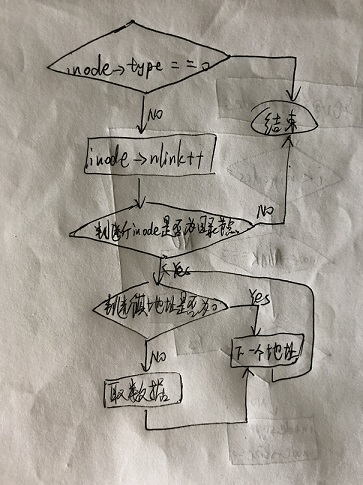 inode→type == 0
NO
结束
inode→nlink++
判断inode是否为目录节点
NO
Yes
判断镇地址是否为0
Yes
NO
下一个地址
取数据